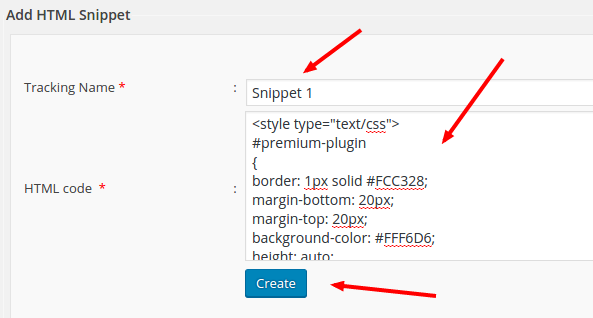 Add HTML Snippet
Tracking Name * : Snippet 1
<style type="text/css">
#premium-plugin
{
HTML code * : border: 1px solid #FCC328;
margin-bottom: 20px;
margin-top: 20px;
background-color: #FFF6D6;
height: auto;
Create